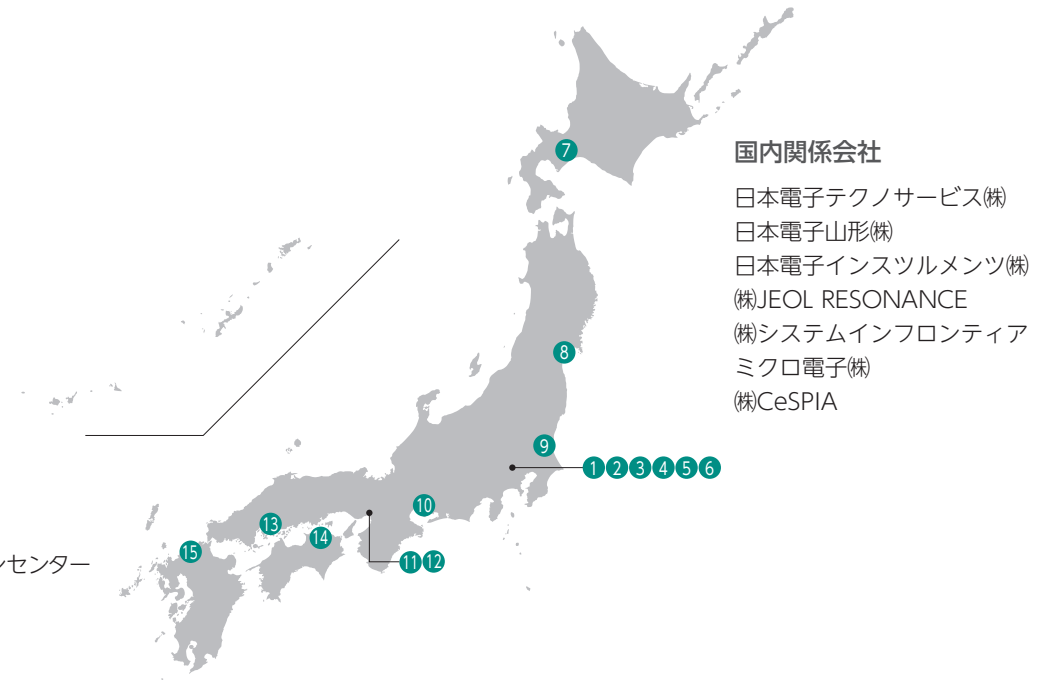 国内関係会社
日本電子テクノサービス㈱
日本電子山形㈱
日本電子インスツルメンツ㈱
㈱JEOL RESONANCE
㈱システムインフロンティア
ミクロ電子㈱
㈱CeSPIA
7
8
9
1 2 3 4 5 6
10
13
14
15
11 12
ンセンター